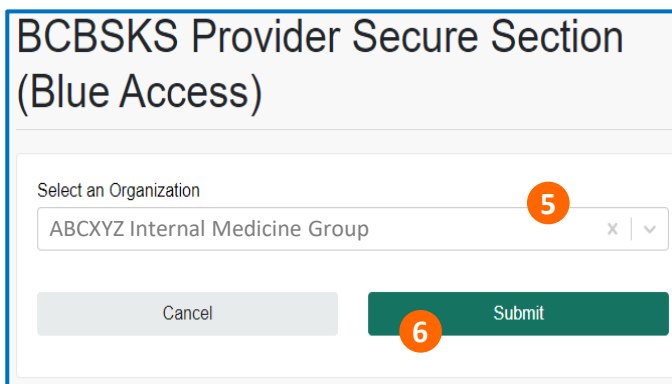 BCBSKS Provider Secure Section
(Blue Access)
Select an Organization
5
ABCXYZ Internal Medicine Group
Cancel
6
Submit